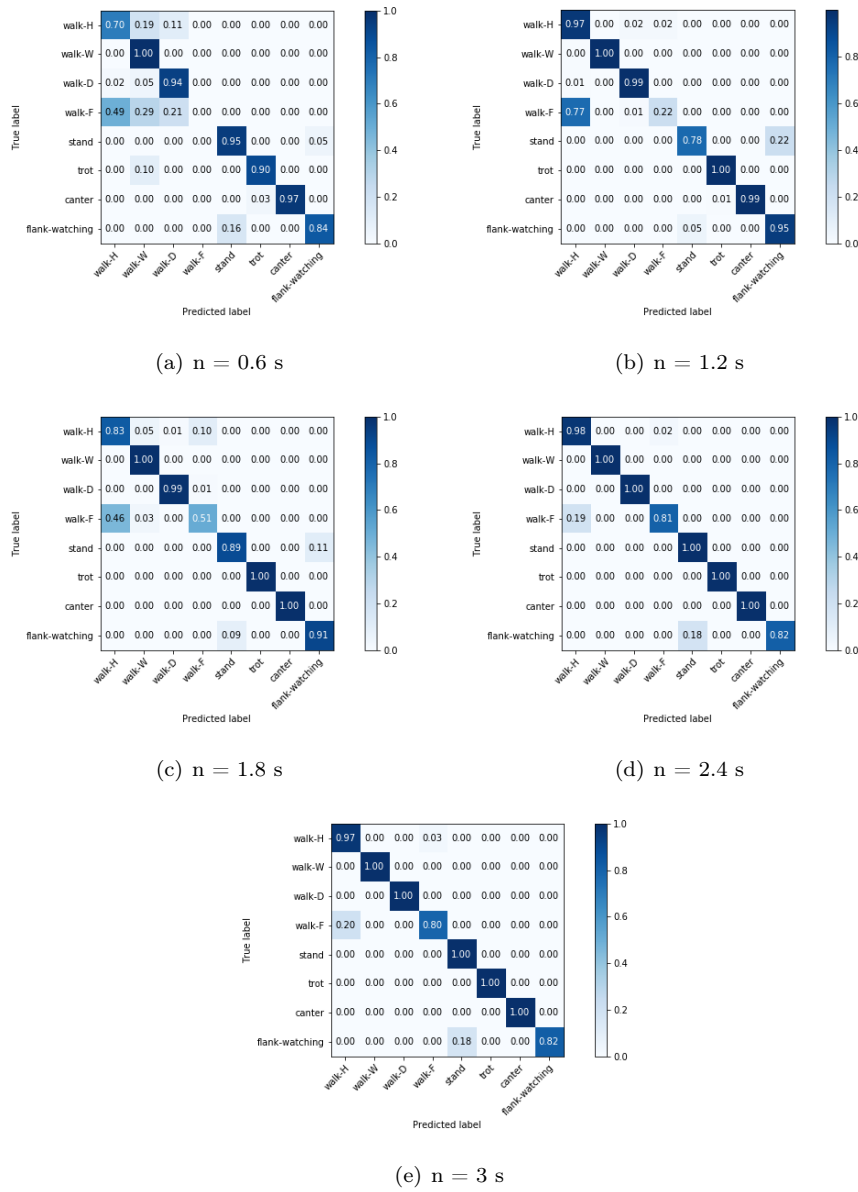 walk-H 0.70 0.19 0.11 0.00 0.00 0.00 0.00 0.00
walk-W 0.00 1.00 0.00 0.00 0.00 0.00 0.00 0.00
walk-D 0.02 0.05 0.94 0.00 0.00 0.00 0.00 0.00
walk-F 0.49 0.29 0.21 0.00 0.00 0.00 0.00 0.00
stand 0.00 0.00 0.00 0.00 0.95 0.00 0.00 0.05
trot 0.00 0.10 0.00 0.00 0.00 0.90 0.00 0.00
canter 0.00 0.00 0.00 0.00 0.00 0.03 0.97 0.00
flank-watching 0.00 0.00 0.00 0.00 0.16 0.00 0.00 0.84
True label
walk-H walk-W walk-D walk-F stand trot canter flank-watching
Predicted label
1.0
0.8
0.6
0.4
0.2
0.0
(a) n = 0.6 s
walk-H 0.97 0.00 0.02 0.02 0.00 0.00 0.00 0.00
walk-W 0.00 1.00 0.00 0.00 0.00 0.00 0.00 0.00
walk-D 0.01 0.00 0.99 0.00 0.00 0.00 0.00 0.00
walk-F 0.77 0.00 0.01 0.22 0.00 0.00 0.00 0.00
stand 0.00 0.00 0.00 0.00 0.78 0.00 0.00 0.22
trot 0.00 0.00 0.00 0.00 0.00 1.00 0.00 0.00
canter 0.00 0.00 0.00 0.00 0.00 0.01 0.99 0.00
flank-watching 0.00 0.00 0.00 0.00 0.05 0.00 0.00 0.95
True label
walk-H walk-W walk-D walk-F stand trot canter flank-watching
Predicted label
0.8
0.6
0.4
0.2
0.0
(b) n = 1.2 s
walk-H 0.83 0.05 0.01 0.10 0.00 0.00 0.00 0.00
walk-W 0.00 1.00 0.00 0.00 0.00 0.00 0.00 0.00
walk-D 0.00 0.00 0.99 0.01 0.00 0.00 0.00 0.00
walk-F 0.46 0.03 0.00 0.51 0.00 0.00 0.00 0.00
stand 0.00 0.00 0.00 0.00 0.89 0.00 0.00 0.11
trot 0.00 0.00 0.00 0.00 0.00 1.00 0.00 0.00
canter 0.00 0.00 0.00 0.00 0.00 0.00 1.00 0.00
flank-watching 0.00 0.00 0.00 0.00 0.09 0.00 0.00 0.91
True label
walk-H walk-W walk-D walk-F stand trot canter flank-watching
Predicted label
1.0
0.8
0.6
0.4
0.2
0.0
(c) n = 1.8 s
walk-H 0.98 0.00 0.00 0.02 0.00 0.00 0.00 0.00
walk-W 0.00 1.00 0.00 0.00 0.00 0.00 0.00 0.00
walk-D 0.00 0.00 1.00 0.00 0.00 0.00 0.00 0.00
walk-F 0.19 0.00 0.00 0.81 0.00 0.00 0.00 0.00
stand 0.00 0.00 0.00 0.00 1.00 0.00 0.00 0.00
trot 0.00 0.00 0.00 0.00 0.00 1.00 0.00 0.00
canter 0.00 0.00 0.00 0.00 0.00 0.00 1.00 0.00
flank-watching 0.00 0.00 0.00 0.00 0.18 0.00 0.00 0.82
True label
walk-H walk-W walk-D walk-F stand trot canter flank-watching
Predicted label
1.0
0.8
0.6
0.4
0.2
0.0
(d) n = 2.4 s
walk-H 0.97 0.00 0.00 0.03 0.00 0.00 0.00 0.00
walk-W 0.00 1.00 0.00 0.00 0.00 0.00 0.00 0.00
walk-D 0.00 0.00 1.00 0.00 0.00 0.00 0.00 0.00
walk-F 0.20 0.00 0.00 0.80 0.00 0.00 0.00 0.00
stand 0.00 0.00 0.00 0.00 1.00 0.00 0.00 0.00
trot 0.00 0.00 0.00 0.00 0.00 1.00 0.00 0.00
canter 0.00 0.00 0.00 0.00 0.00 0.00 1.00 0.00
flank-watching 0.00 0.00 0.00 0.00 0.18 0.00 0.00 0.82
True label
walk-H walk-W walk-D walk-F stand trot canter flank-watching
Predicted label
1.0
0.8
0.6
0.4
0.2
0.0
(e) n = 3 s